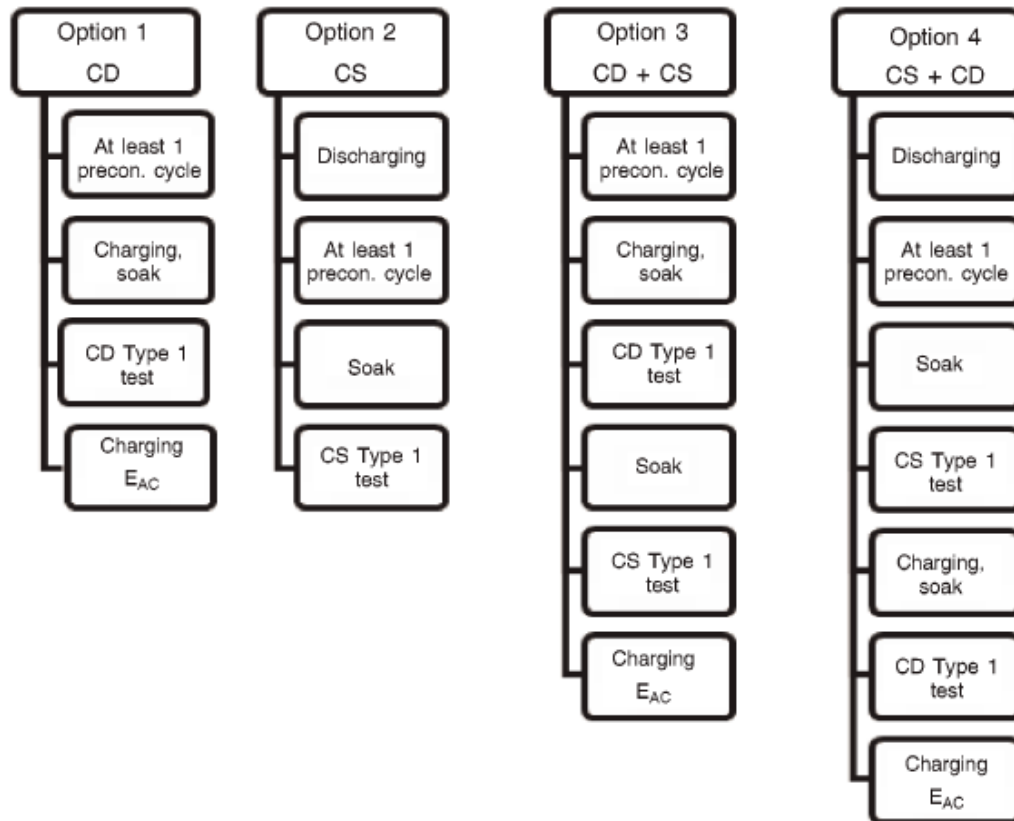 Option 1
CD
At least 1
precon. cycle
Charging,
soak
CD Type 1
test
Charging
EAC
Option 2
CS
Discharging
At least 1
precon. cycle
Soak
CS Type 1
test
Option 3
CD + CS
At least 1
precon. cycle
Charging,
soak
CD Type 1
test
Soak
CS Type 1
test
Charging
EAC
Option 4
CS + CD
Discharging
At least 1
precon. cycle
Soak
CS Type 1
test
Charging,
soak
CD Type 1
test
Charging
EAC